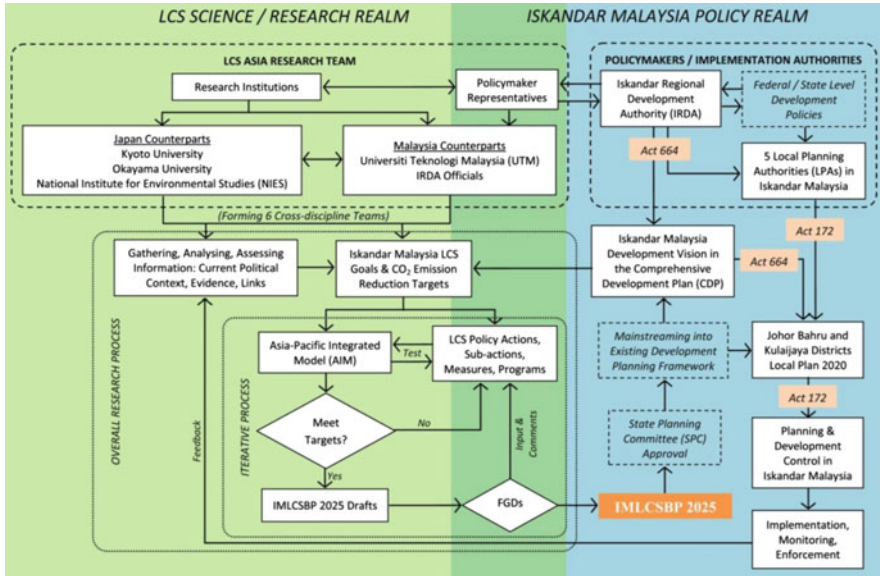 LCS SCIENCE / RESEARCH REALM
ISKANDAR MALAYSIA POLICY REALM
LCS ASIA RESEARCH TEAM
Research Institutions
Policymaker
Representatives
Japan Counterparts
Kyoto University
Okayama University
National Institute for Environmental Studies (NIES)
Malaysia Counterparts
Universiti Teknologi Malaysia (UTM)
IRDA Officials
POLICYMAKERS / IMPLEMENTATION AUTHORITIES
Iskandar Regional
Development
Authority (IRDA)
Federal / State Level
Development
Policies
Act 664
5 Local Planning
Authorities (LPAs) in
Iskandar Malaysia
(Forming 6 Cross-discipline Teams)
Act 172
OVERALL RESEARCH PROCESS
Gathering, Analysing, Assessing
Information: Current Political
Context, Evidence, Links
Iskandar Malaysia LCS
Goals & CO₂ Emission
Reduction Targets
Iskandar Malaysia
Development Vision in
the Comprehensive
Development Plan (CDP)
Act 664
ITERATIVE PROCESS
Asia-Pacific Integrated
Model (AIM)
Test
LCS Policy Actions,
Sub-actions,
Measures, Programs
Mainstreaming into
Existing Development
Planning Framework
Johor Bahru and
Kulaijaya Districts
Local Plan 2020
Act 172
Feedback
Meet
Targets?
No
Yes
Input &
Comments
State Planning
Committee (SPC)
Approval
Planning &
Development
Control in
Iskandar Malaysia
IMLCSBP 2025 Drafts
FGDs
IMLCSBP 2025
Implementation,
Monitoring,
Enforcement